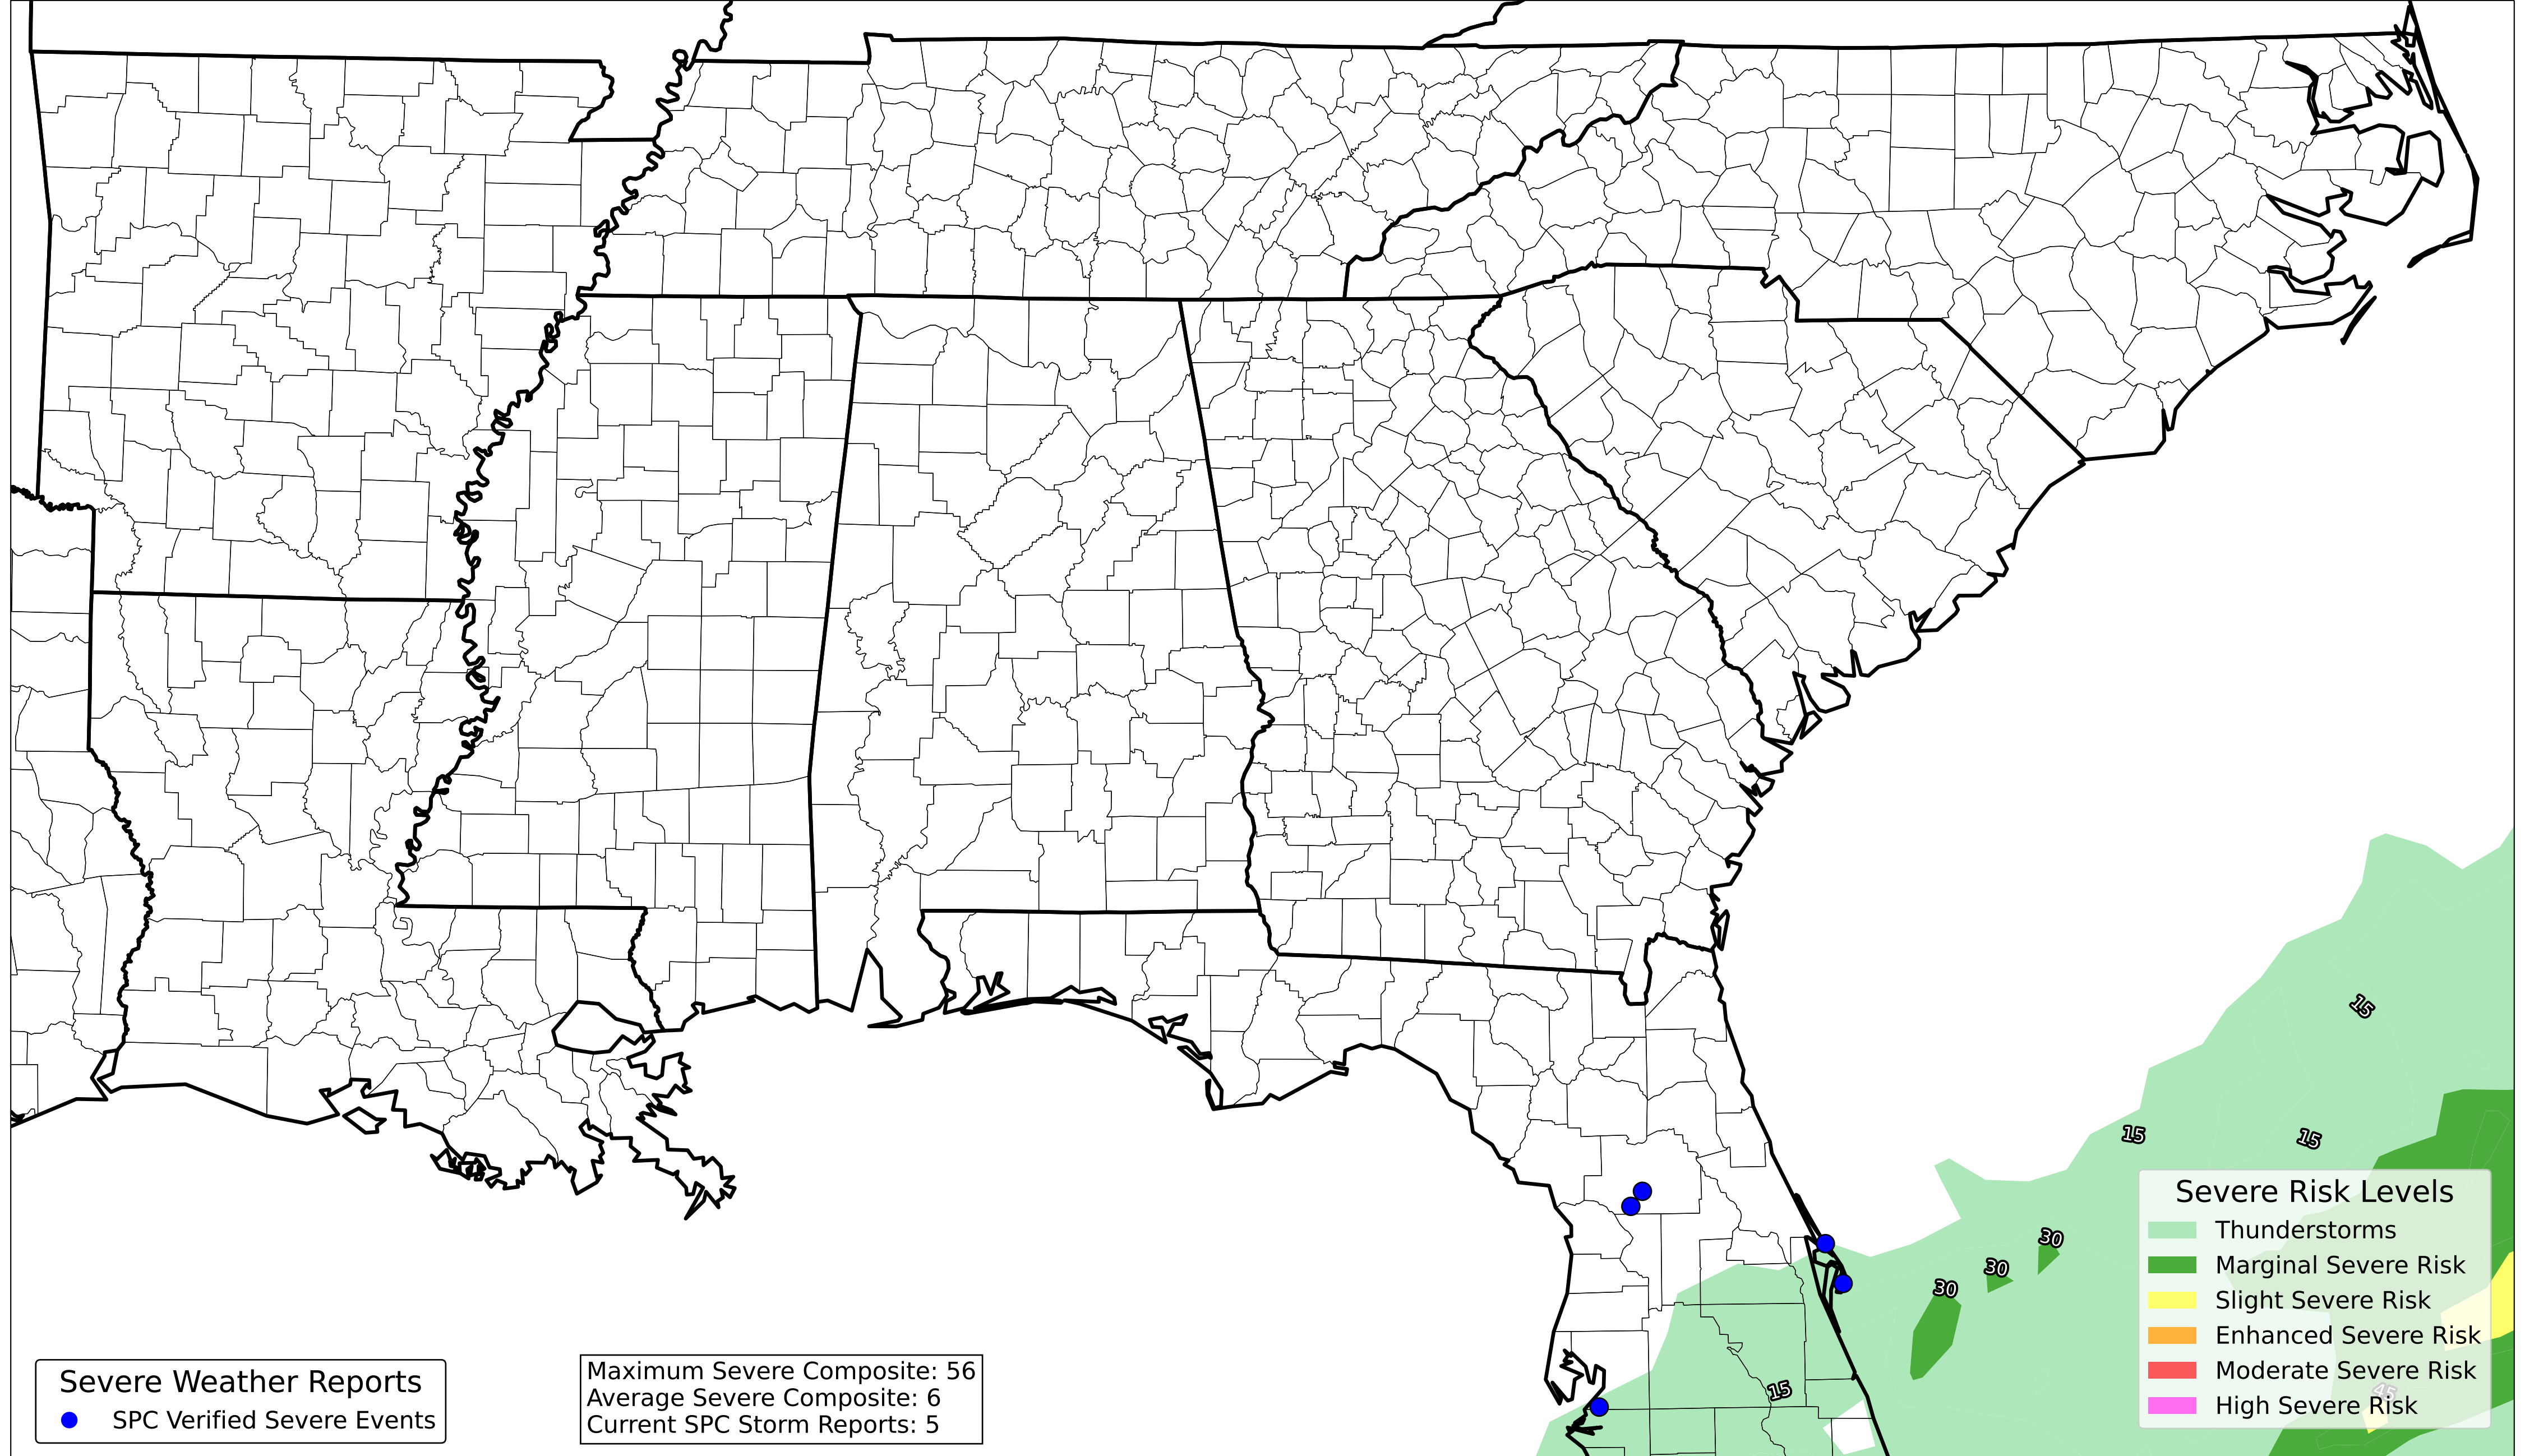 15
15
15
30
30
30
15
45
Severe Risk Levels
Thunderstorms
Marginal Severe Risk
Slight Severe Risk
Enhanced Severe Risk
Moderate Severe Risk
High Severe Risk
Severe Weather Reports
SPC Verified Severe Events
Maximum Severe Composite: 56
Average Severe Composite: 6
Current SPC Storm Reports: 5